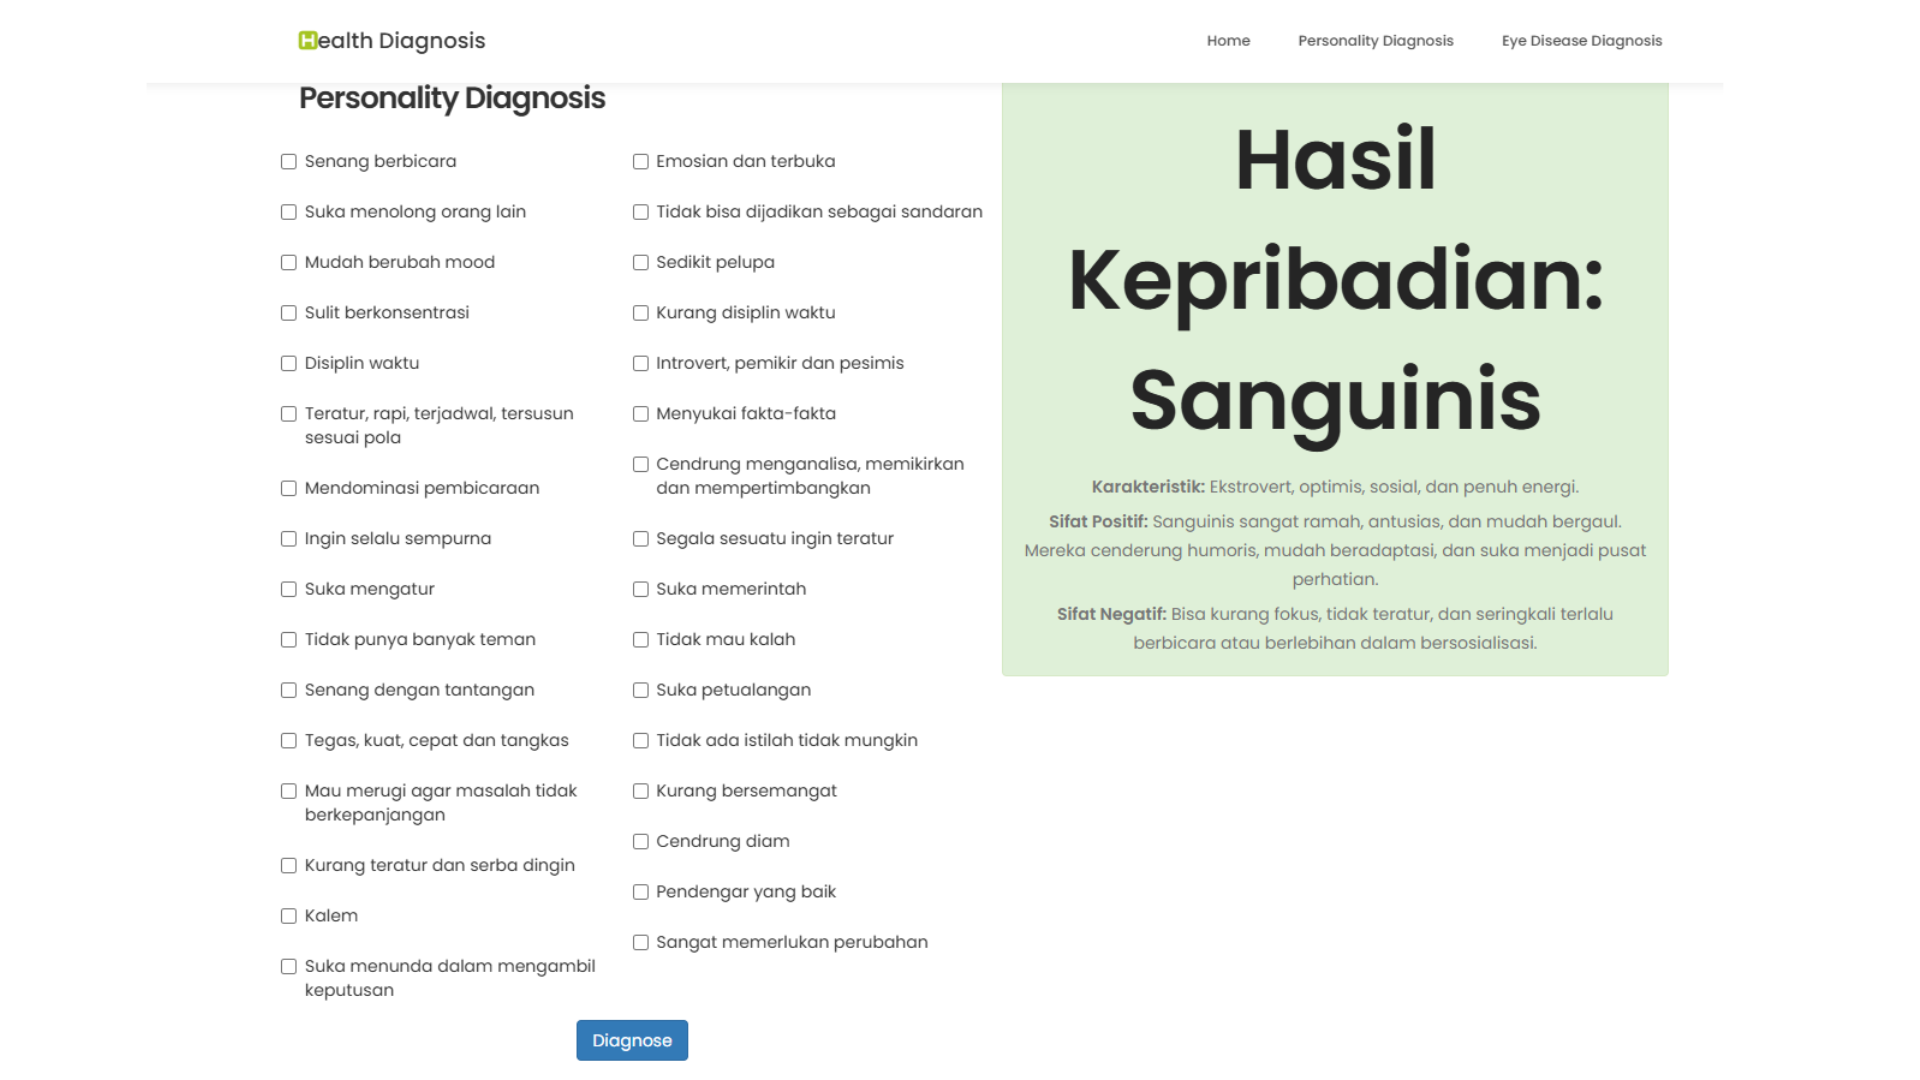 Health Diagnosis
Home
Personality Diagnosis
Eye Disease Diagnosis
Personality Diagnosis
Senang berbicara
Suka menolong orang lain
Mudah berubah mood
Sulit berkonsentrasi
Disiplin waktu
Teratur, rapi, terjadwal, tersusun
sesuai pola
Mendominasi pembicaraan
Ingin selalu sempurna
Suka mengatur
Tidak punya banyak teman
Senang dengan tantangan
Tegas, kuat, cepat dan tangkas
Mau merugi agar masalah tidak
berkepanjangan
Kurang teratur dan serba dingin
Kalem
Suka menunda dalam mengambil
keputusan
Emosian dan terbuka
Tidak bisa dijadikan sebagai sandaran
Sedikit pelupa
Kurang disiplin waktu
Introvert, pemikir dan pesimis
Menyukai fakta-fakta
Cendrung menganalisa, memikirkan
dan mempertimbangkan
Segala sesuatu ingin teratur
Suka memerintah
Tidak mau kalah
Suka petualangan
Tidak ada istilah tidak mungkin
Kurang bersemangat
Cendrung diam
Pendengar yang baik
Sangat memerlukan perubahan
Diagnose
Hasil
Kepribadian:
Sanguinis
Karakteristik: Ekstrovert, optimis, sosial, dan penuh energi.
Sifat Positif: Sanguinis sangat ramah, antusias, dan mudah bergaul.
Mereka cenderung humoris, mudah beradaptasi, dan suka menjadi pusat
perhatian.
Sifat Negatif: Bisa kurang fokus, tidak teratur, dan seringkali terlalu
berbicara atau berlebihan dalam bersosialisasi.